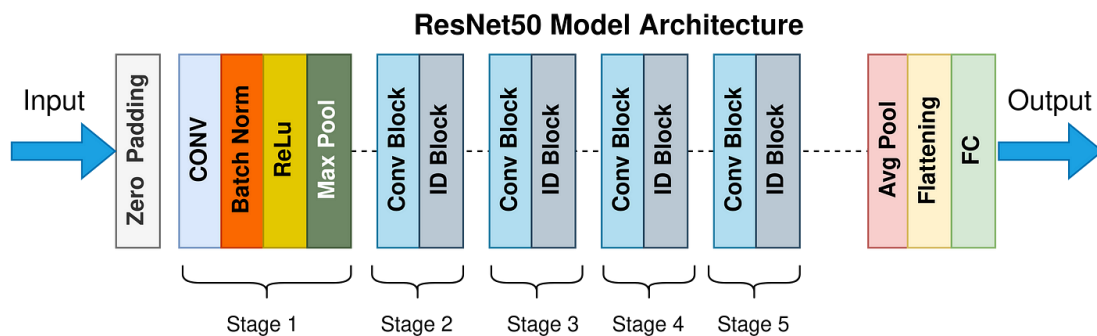 ResNet50 Model Architecture
Input
Zero Padding
CONV
Batch Norm
ReLu
Max Pool
Conv Block
ID Block
Conv Block
ID Block
Conv Block
ID Block
Conv Block
ID Block
Avg Pool
Flattening
FC
Output
Stage 1
Stage 2
Stage 3
Stage 4
Stage 5